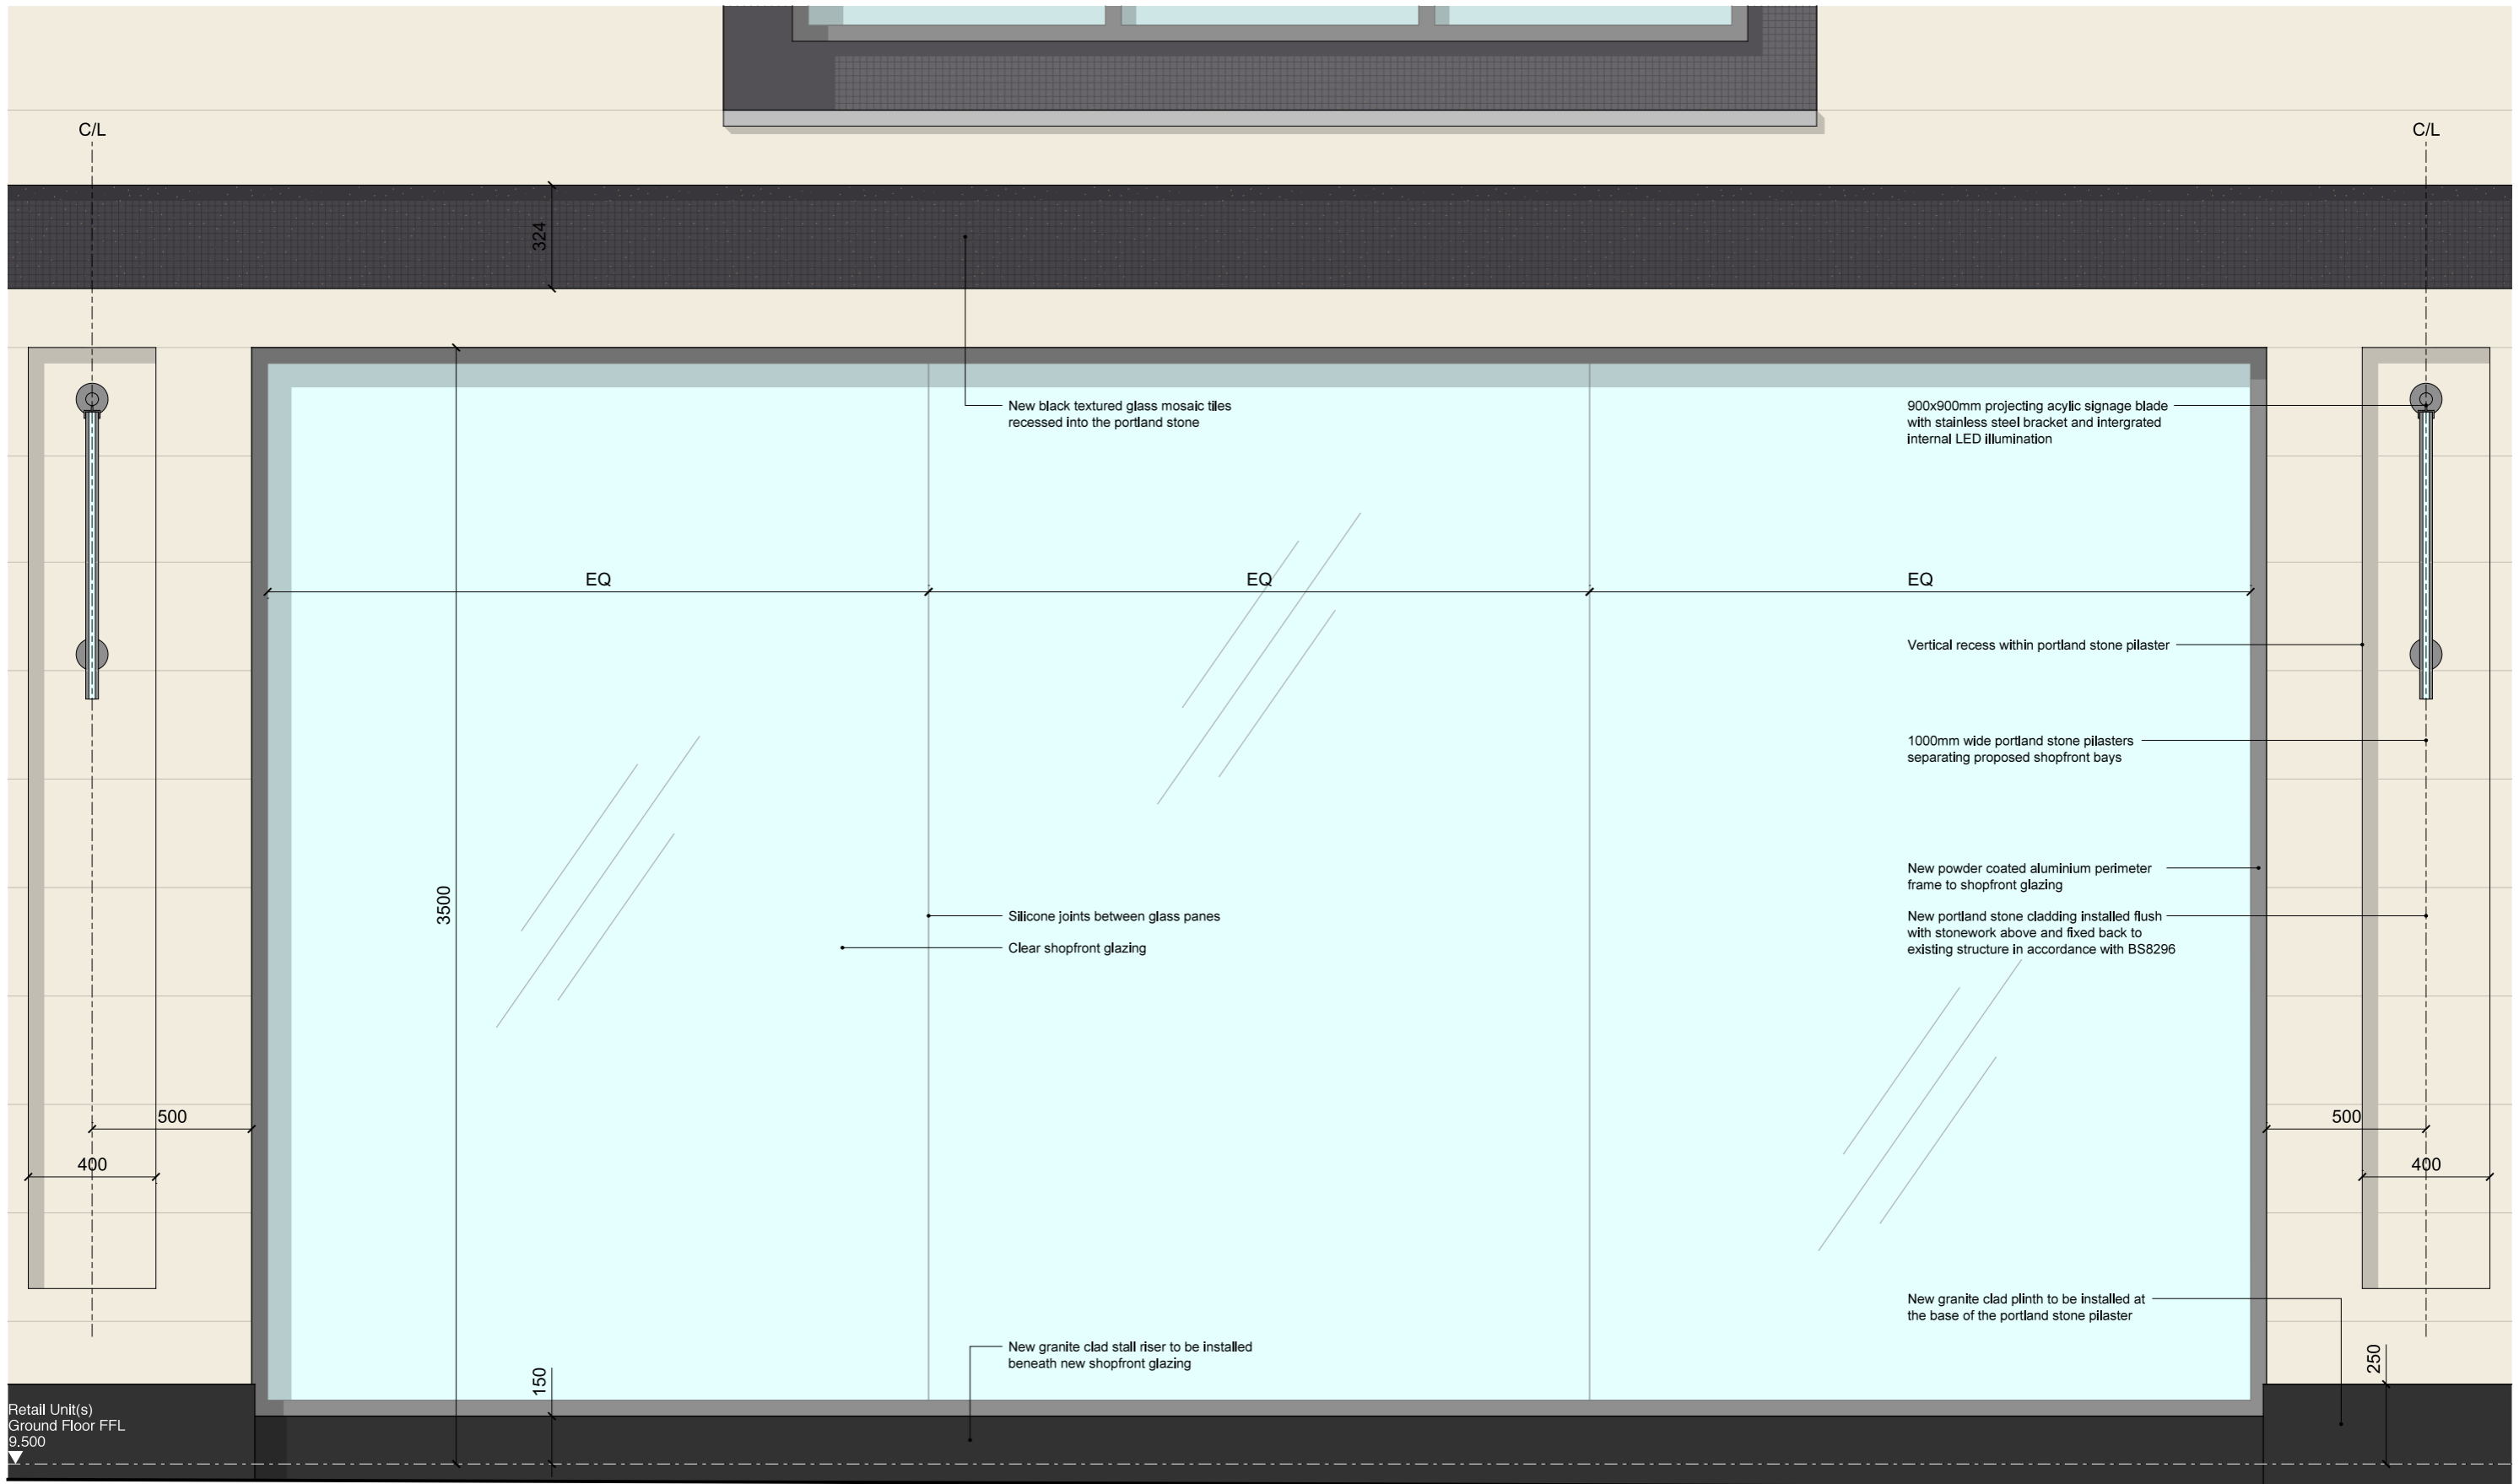 C/L
C/L
324
New black textured glass mosaic tiles
recessed into the portland stone
900x900mm projecting acylic signage blade
with stainless steel bracket and intergrated
internal LED illumination
EQ
EQ
EQ
Vertical recess within portland stone pilaster
1000mm wide portland stone pilasters
separating proposed shopfront bays
New powder coated aluminium perimeter
frame to shopfront glazing
3500
Silicone joints between glass panes
Clear shopfront glazing
New portland stone cladding installed flush
with stonework above and fixed back to
existing structure in accordance with BS8296
500
500
400
400
New granite clad plinth to be installed at
the base of the portland stone pilaster
New granite clad stall riser to be installed
beneath new shopfront glazing
150
250
Retail Unit(s)
Ground Floor FFL
9.500